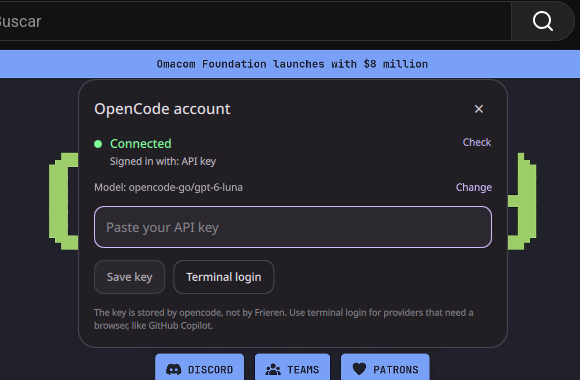 Buscar
Omacom Foundation launches with $8 million
OpenCode account
Connected
Check
Signed in with: API key
Model: opencode-go/gpt-6-luna
Change
Paste your API key
Save key
Terminal login
The key is stored by opencode, not by Frieren. Use terminal login for providers that need a
browser, like GitHub Copilot.
DISCORD
TEAMS
PATRONS